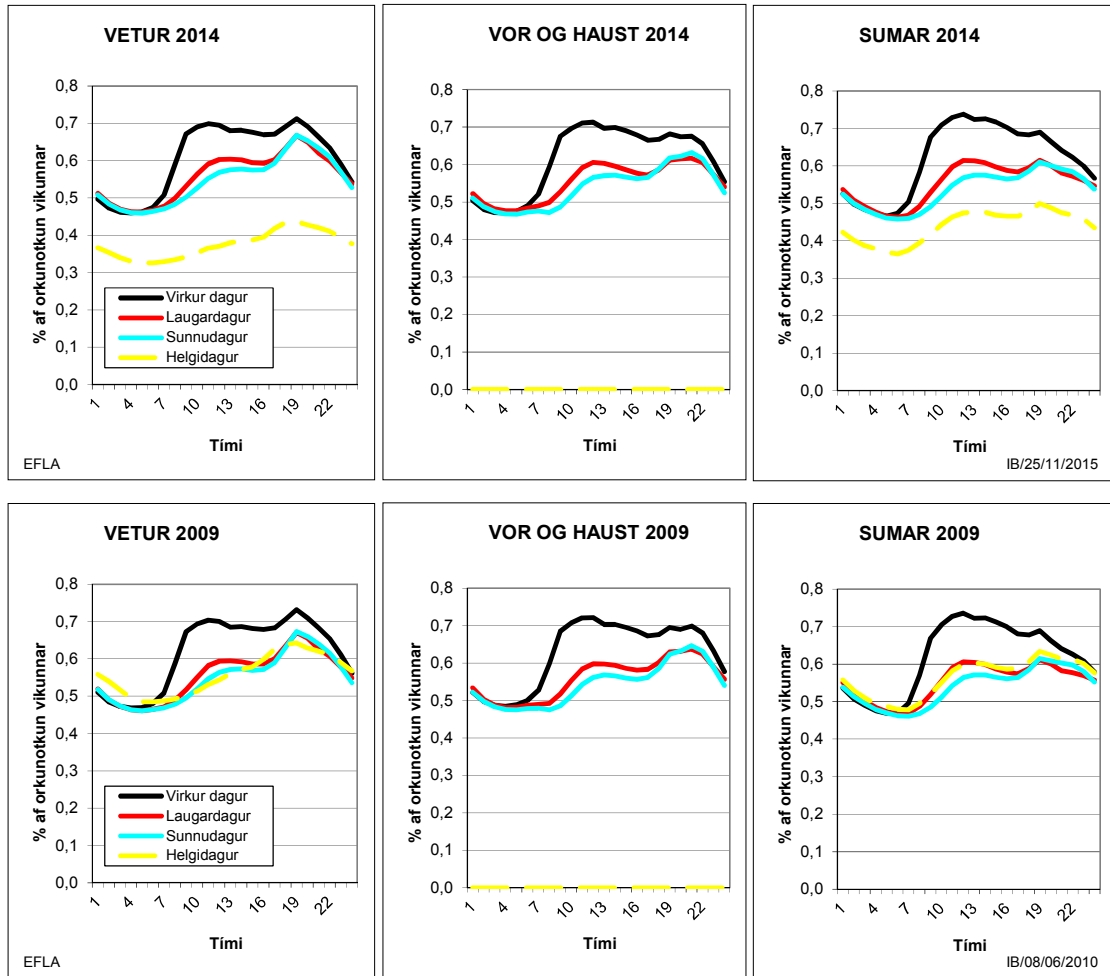 VETUR 2014
% af orkunotkun vikunnar
0,8
0,7
0,6
0,5
0,4
0,3
0,2
0,1
0,0
Virkur dagur
Laugardagur
Sunnudagur
Helgidagur
1 4 7 10 13 16 19 22
Tími
EFLA
VOR OG HAUST 2014
% af orkunotkun vikunnar
0,8
0,7
0,6
0,5
0,4
0,3
0,2
0,1
0,0
1 4 7 10 13 16 19 22
Tími
SUMAR 2014
% af orkunotkun vikunnar
0,8
0,7
0,6
0,5
0,4
0,3
0,2
0,1
0,0
1 4 7 10 13 16 19 22
Tími
IB/25/11/2015
VETUR 2009
% af orkunotkun vikunnar
0,8
0,7
0,6
0,5
0,4
0,3
0,2
0,1
0,0
Virkur dagur
Laugardagur
Sunnudagur
Helgidagur
1 4 7 10 13 16 19 22
Tími
EFLA
VOR OG HAUST 2009
% af orkunotkun vikunnar
0,8
0,7
0,6
0,5
0,4
0,3
0,2
0,1
0,0
1 4 7 10 13 16 19 22
Tími
SUMAR 2009
% af orkunotkun vikunnar
0,8
0,7
0,6
0,5
0,4
0,3
0,2
0,1
0,0
1 4 7 10 13 16 19 22
Tími
IB/08/06/2010